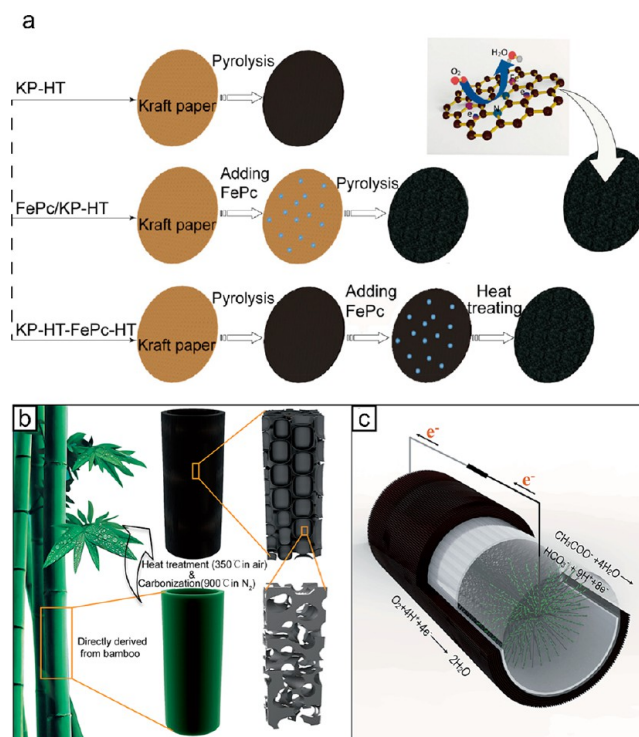 a
KP-HT
Kraft paper
Pyrolysis
O₂
H₂O
N
e
FePc/KP-HT
Kraft paper
Adding
FePc
Pyrolysis
KP-HT-FePc-HT
Kraft paper
Pyrolysis
Adding
FePc
Heat
treating
b
Heat treatment (350℃ in air)
&
Carbonization(900℃ in N₂)
Directly derived
from bamboo
c
e⁻
e⁻
CH₃COO⁻+4H₂O
HCO₃⁻+9H⁺+8e⁻
O₂+4H⁺+4e⁻
2H₂O